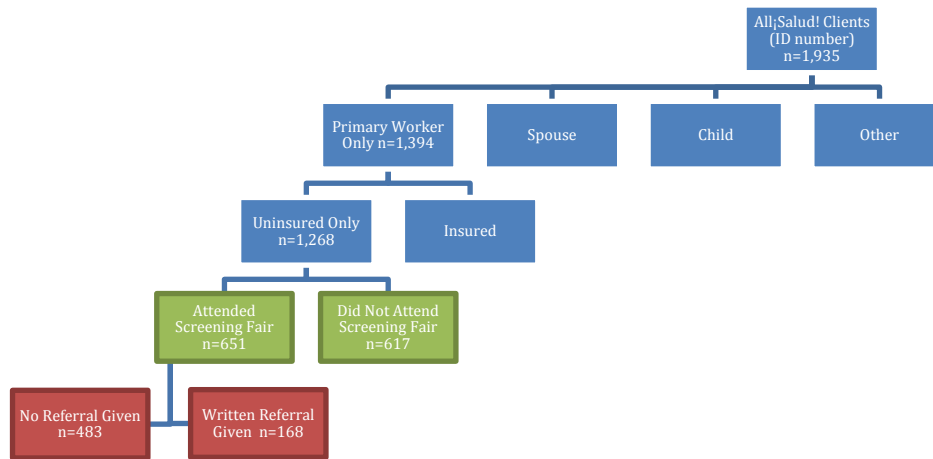 All¡Salud! Clients
(ID number)
n=1,935
Primary Worker
Only n=1,394
Spouse
Child
Other
Uninsured Only
n=1,268
Insured
Attended
Screening Fair
n=651
Did Not Attend
Screening Fair
n=617
No Referral Given
n=483
Written Referral
Given n=168